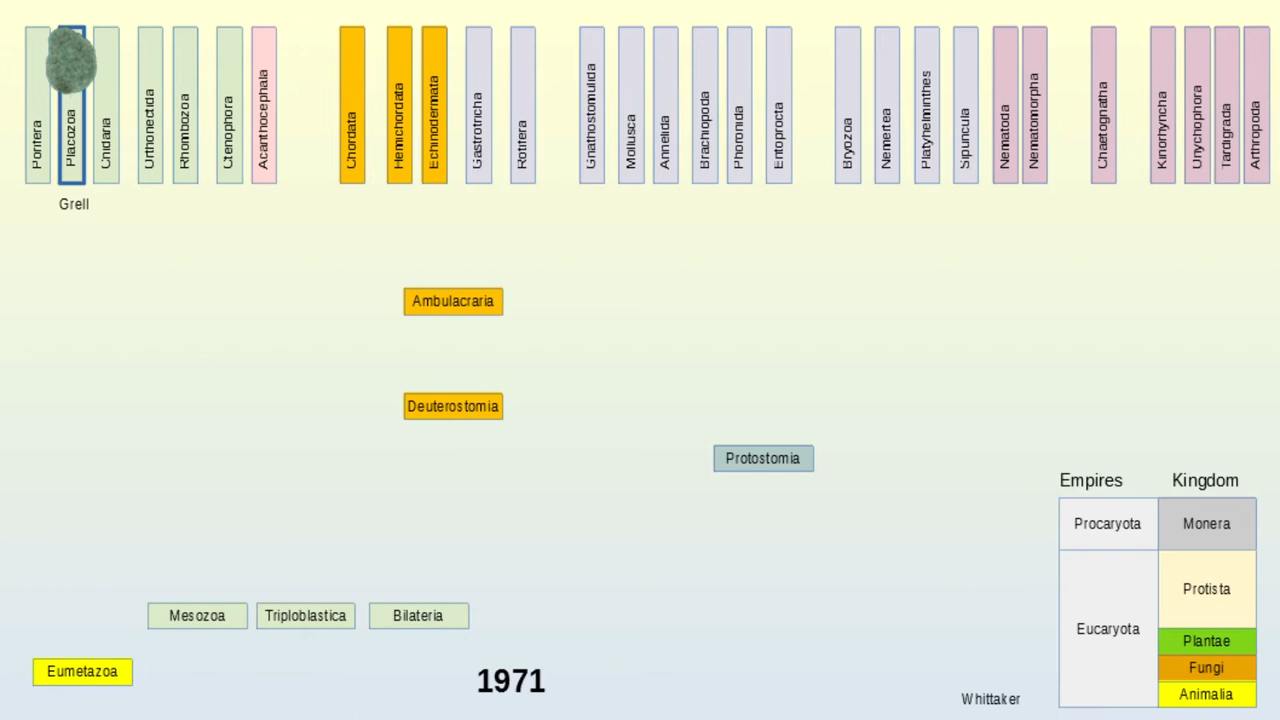 Porifera
Placozoa
Cnidaria
Orthonectida
Rhombozoa
Ctenophora
Acanthocephala
Chordata
Hemichordata
Echinodermata
Gastrotricha
Rotifera
Gnathostomulida
Mollusca
Annelida
Brachiopoda
Phoronida
Entoprocta
Bryozoa
Nemertea
Platyhelminthes
Sipuncula
Nematoda
Nematomorpha
Chaetognatha
Kinorhyncha
Onychophora
Tardigrada
Arthropoda
Grell
Ambulacraria
Deuterostomia
Protostomia
Empires Kingdom
Procaryota Monera
Protista
Eucaryota
Plantae
Fungi
Animalia
Mesozoa Triploblastica Bilateria
Eumetazoa
1971
Whittaker